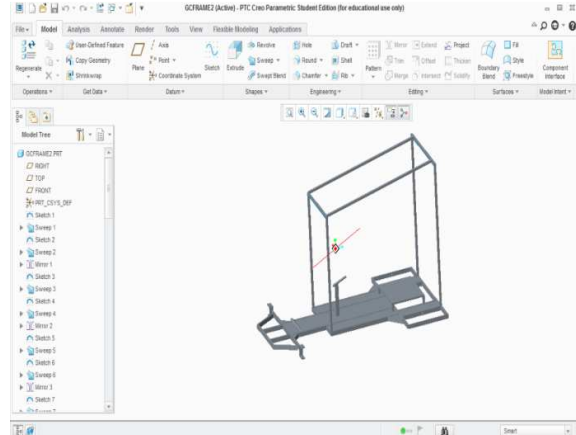 GCFRAME2 (Active) - PTC Creo Parametric Student Edition (for educational use only)
File Model Analysis Annotate Render Tools View Flexible Modeling Applications
User-Defined Feature Axis Revolve Hole Draft Mirror Extend Project Fill
Copy Geometry Point Sweep Round Shell Trim Offset Thicken Style
Shrinkwrap Coordinate System Swept Blend Chamfer Rib Merge Intersect Solidify Freestyle
Regenerate Plane Sketch Extrude Pattern Boundary Blend Component Interface
Operations Get Data Datum Shapes Engineering Editing Surfaces Model Intent
Model Tree
GCFRAME2.PRT
RIGHT
TOP
FRONT
PRT_CSYS_DEF
Sketch 1
Sweep 2
Sketch 2
Sweep 2
Mirror 1
Sketch 3
Sweep 3
Sketch 4
Sweep 4
Mirror 2
Sketch 5
Sweep 5
Sketch 6
Sweep 6
Mirror 3
Sketch 7
Smart